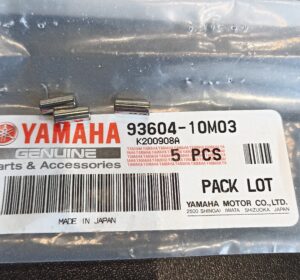 YAMAHA 93604-10M03
K200908A
GENUINE
Parts & Accessories
5 PCS
PACK LOT
YAMAHA MOTOR CO.,LTD.
2500 SHINGAI IWATA SHIZUOKA JAPAN
MADE IN JAPAN